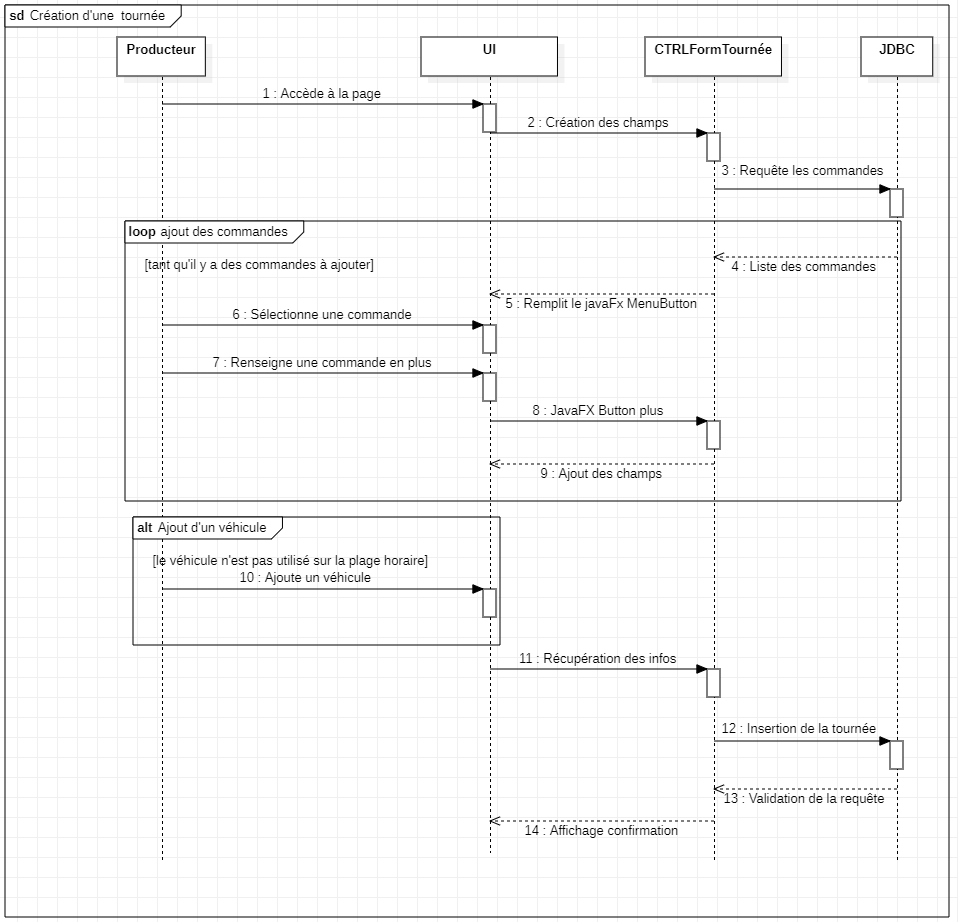 sd Création d'une tournée
Producteur
UI
CTRLFormTournée
JDBC
1 : Accède à la page
2 : Création des champs
3 : Requête les commandes
loop ajout des commandes
[tant qu'il y a des commandes à ajouter]
4 : Liste des commandes
5 : Remplit le javaFx MenuButton
6 : Sélectionne une commande
7 : Renseigne une commande en plus
8 : JavaFX Button plus
9 : Ajout des champs
alt Ajout d'un véhicule
[le véhicule n'est pas utilisé sur la plage horaire]
10 : Ajoute un véhicule
11 : Récupération des infos
12 : Insertion de la tournée
13 : Validation de la requête
14 : Affichage confirmation